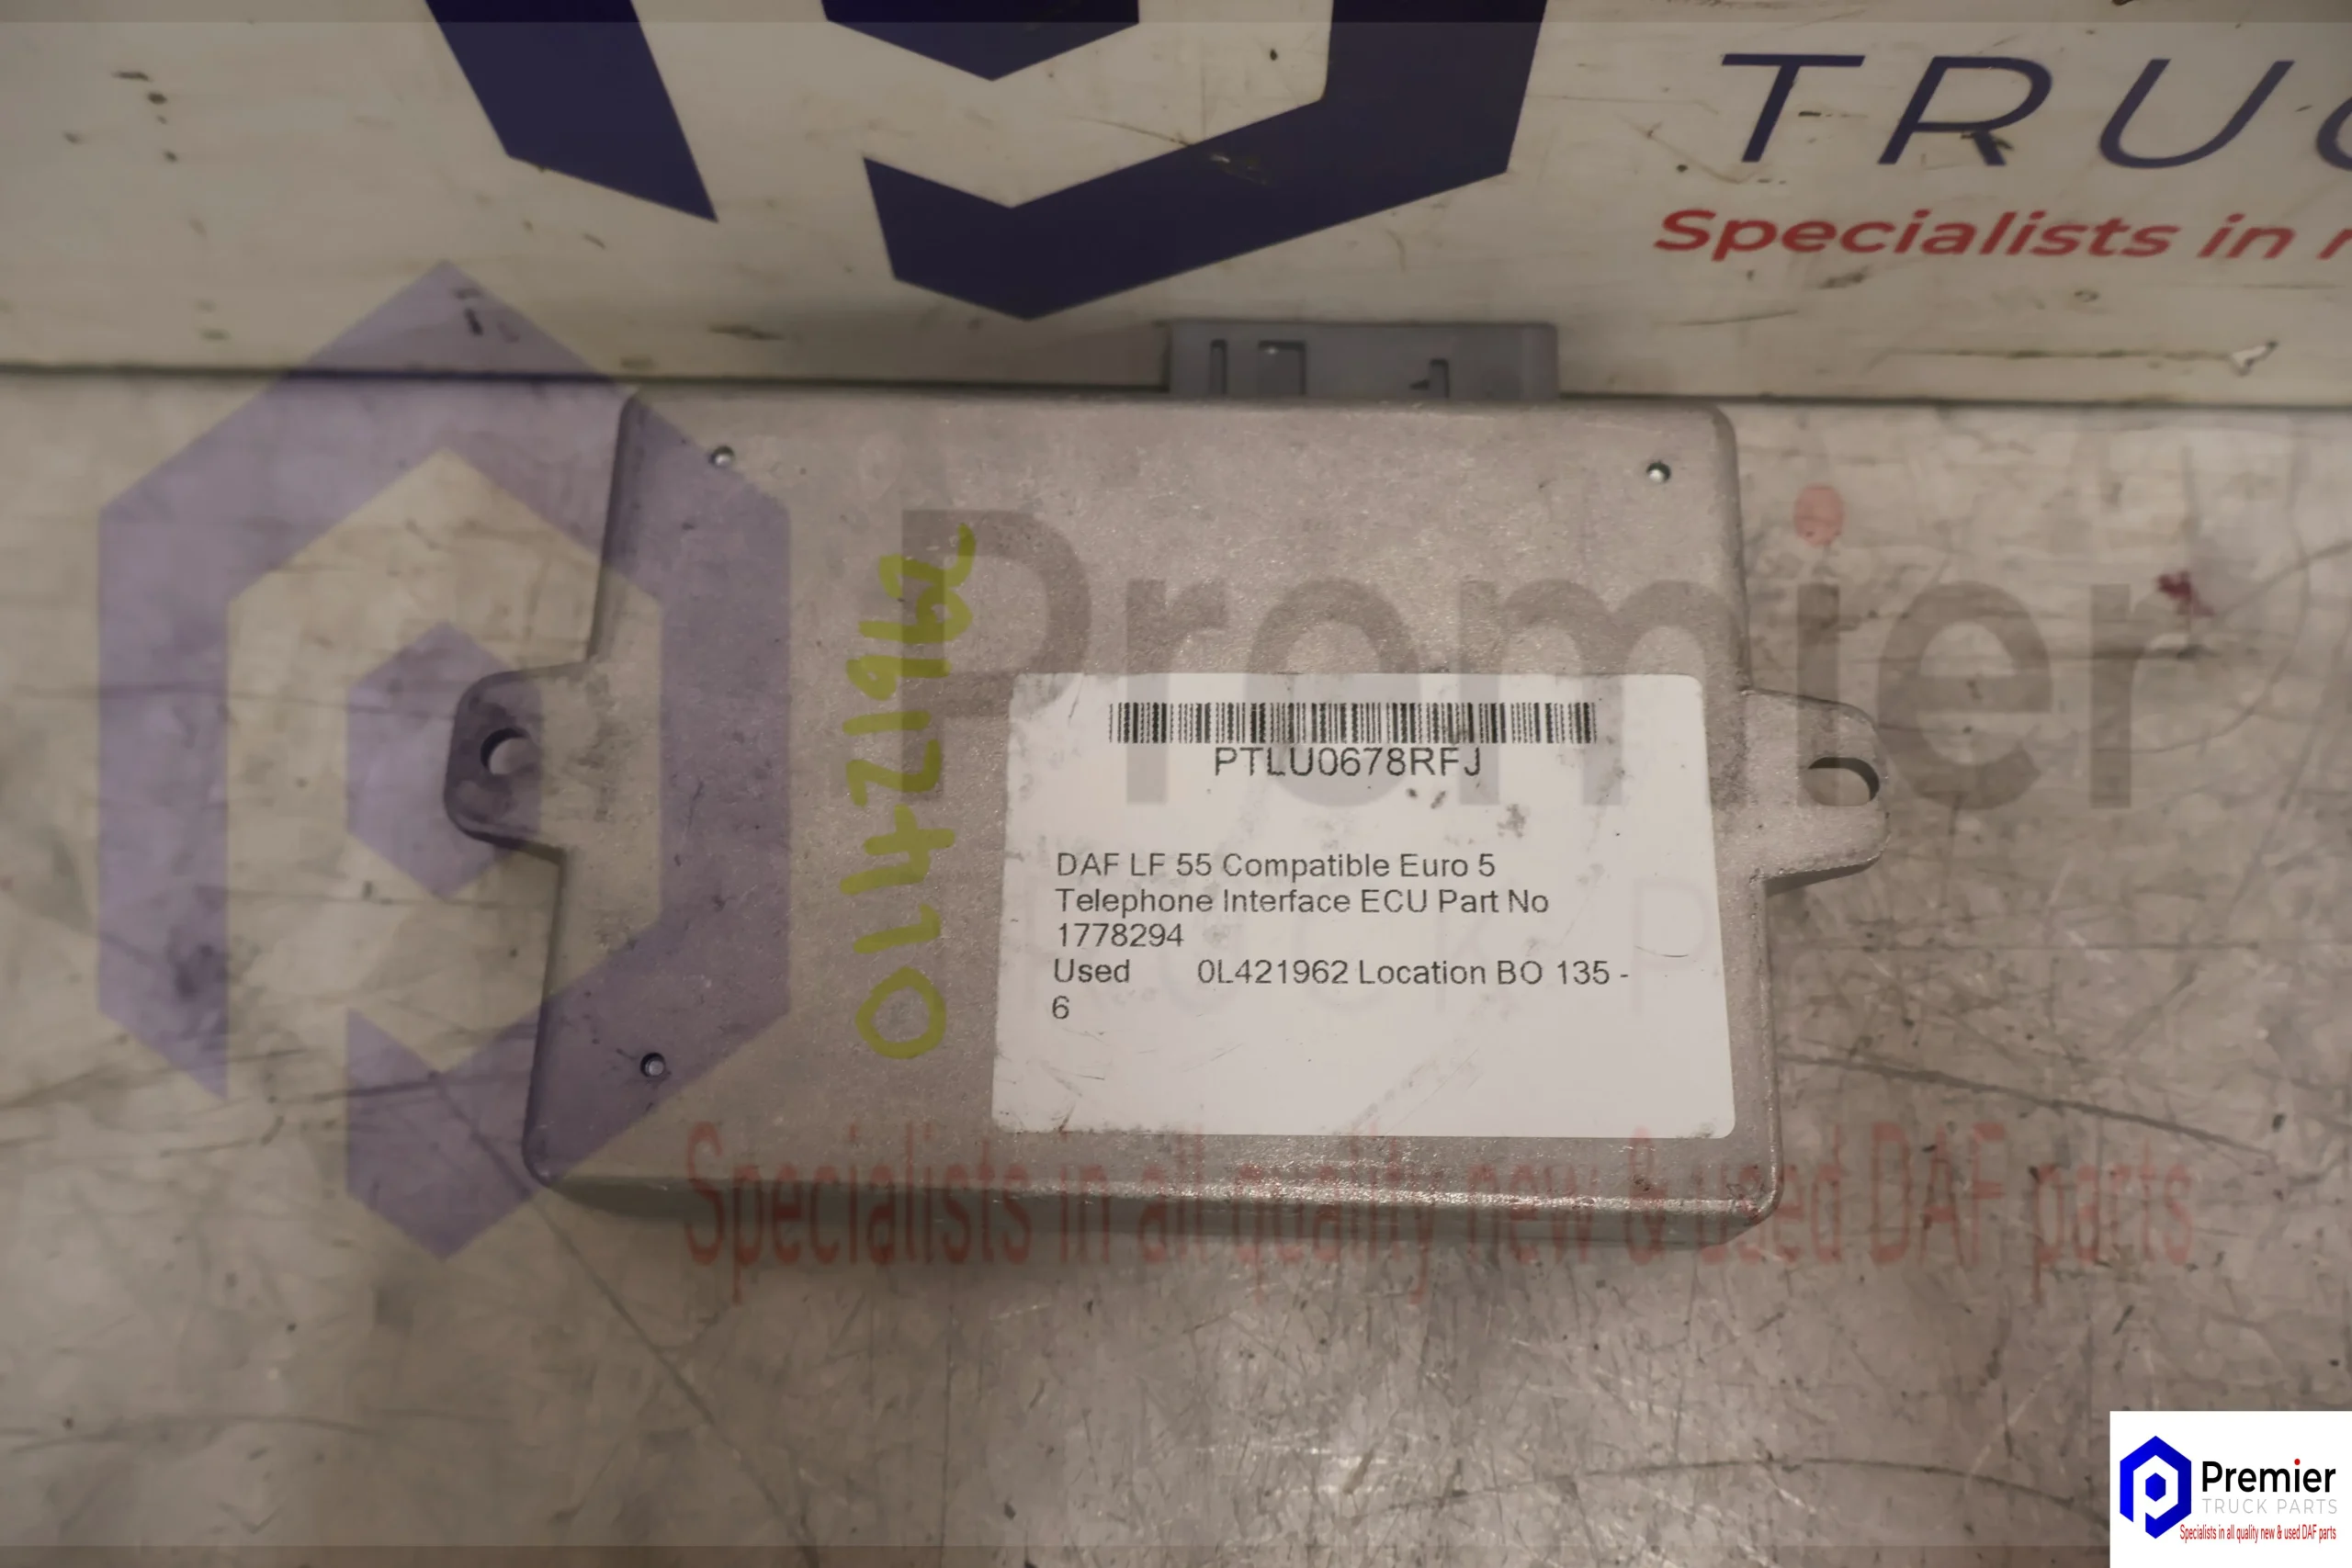 TRUC
Specialists in
OL421962
Premier
PTLU0678RFJ
DAF LF 55 Compatible Euro 5
Telephone Interface ECU Part No
1778294
Used 0L421962 Location BO 135 -
6
Specialists in all quality new & used DAF parts
Premier
TRUCK PARTS
Specialists in all quality new & used DAF parts